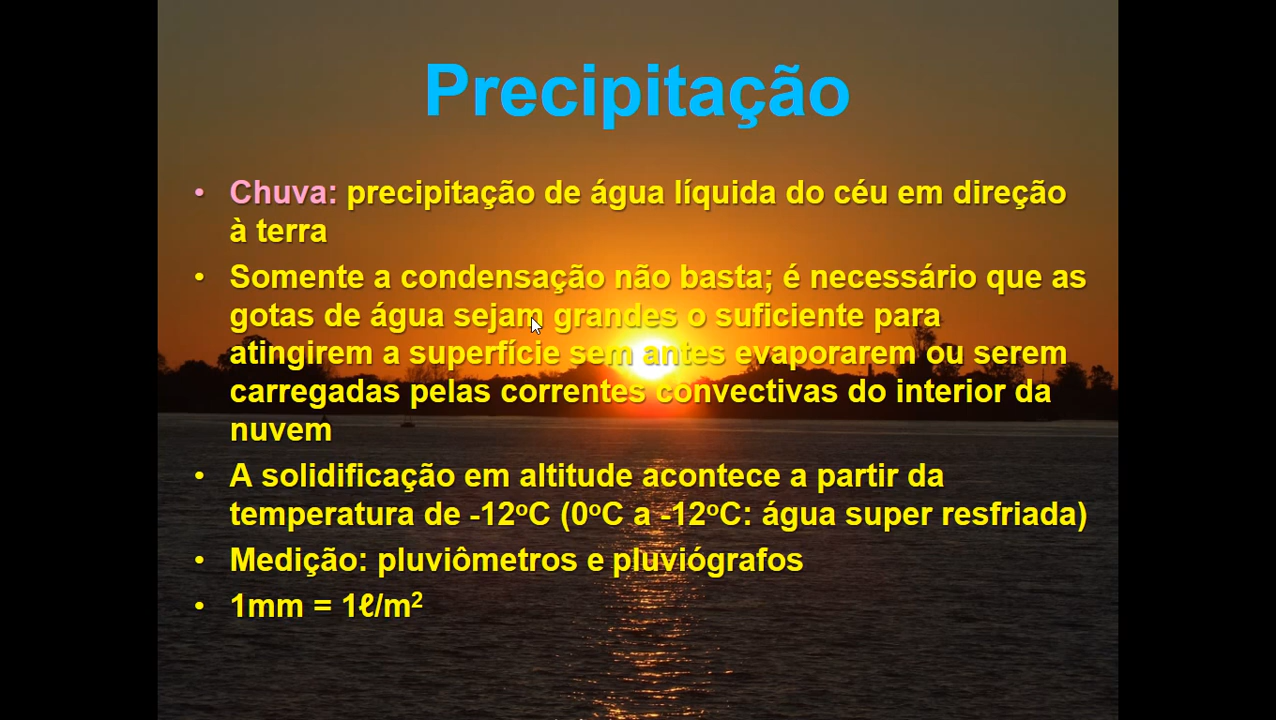 Precipitação
• Chuva: precipitação de água líquida do céu em direção
à terra
• Somente a condensação não basta; é necessário que as
gotas de água sejam grandes o suficiente para
atingirem a superfície sem antes evaporarem ou serem
carregadas pelas correntes convectivas do interior da
nuvem
• A solidificação em altitude acontece a partir da
temperatura de -12ºC (0ºC a -12ºC: água super resfriada)
• Medição: pluviômetros e pluviógrafos
• 1mm = 1ℓ/m²